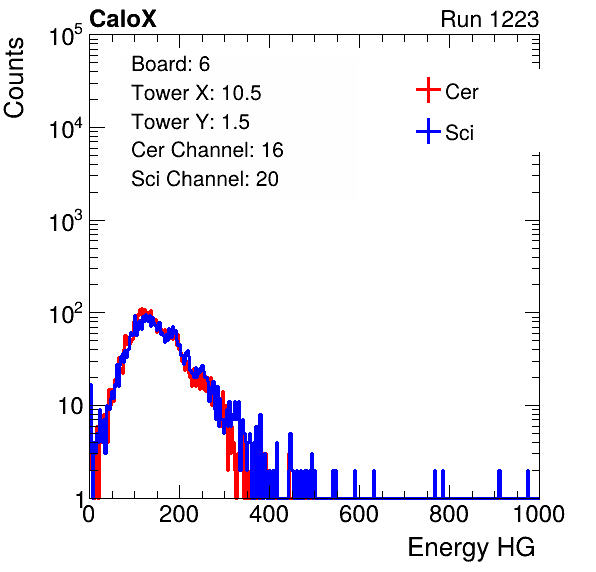 CaloX Run 1223
Counts
10^5
10^4
10^3
10^2
10
1
Board: 6
Tower X: 10.5
Tower Y: 1.5
Cer Channel: 16
Sci Channel: 20
Cer
Sci
0 200 400 600 800 1000
Energy HG